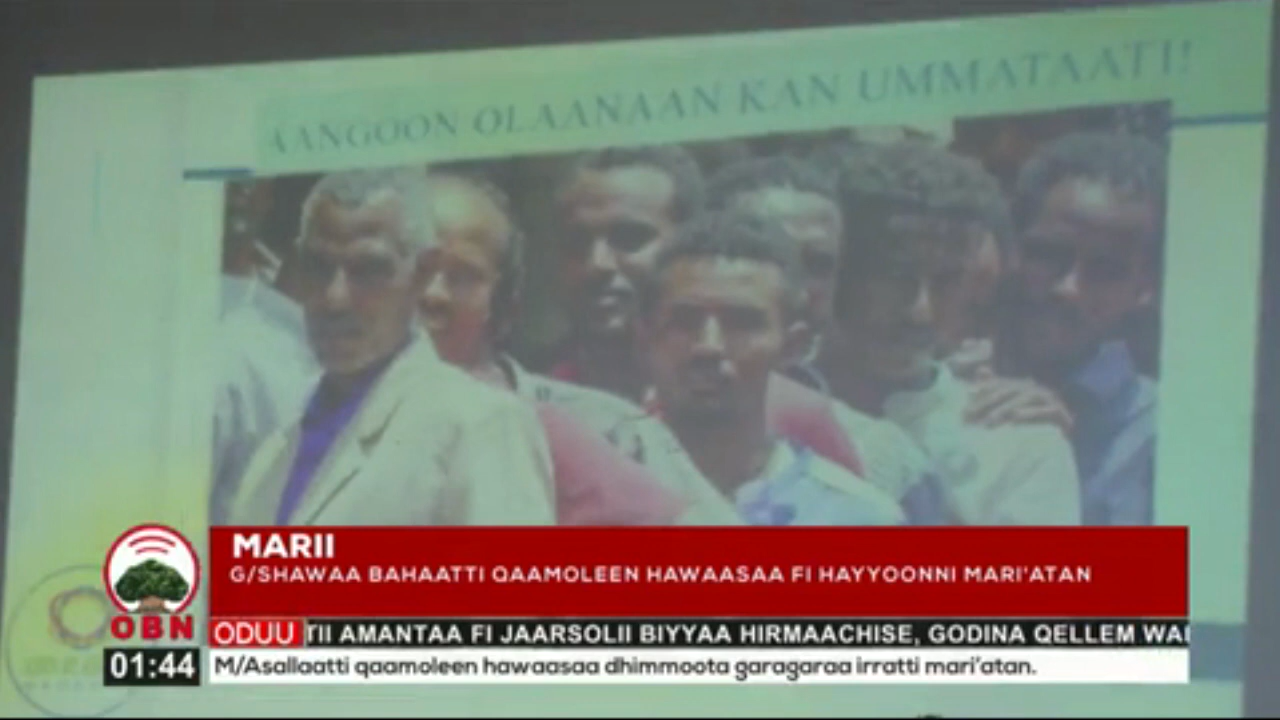 AANGOON OLAANAAN KAN UMMATAATI!
MARII
G/SHAWAA BAHAATTI QAAMOLEEN HAWAASAA FI HAYYOONNI MARI'ATAN
OBN
ODUU
TII AMANTAA FI JAARSOLII BIYYAA HIRMAACHISE, GODINA QELLEM WAL
01:44
M/Asallaatti qaamoleen hawaasaa dhimmoota garagaraa irratti mari'atan.